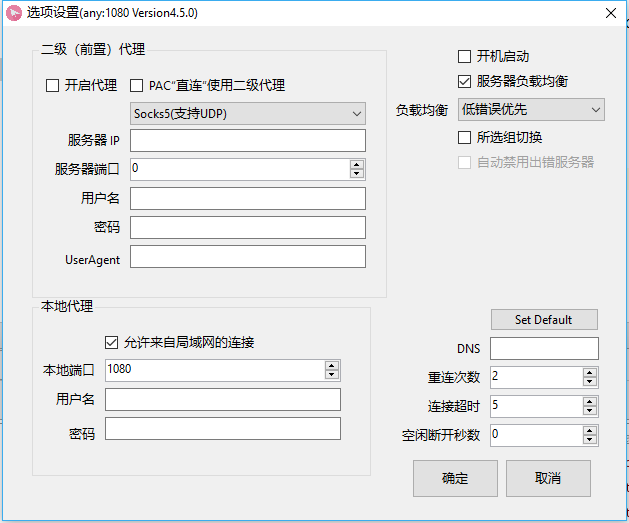 选项设置(any:1080 Version4.5.0)
二级（前置）代理
开启代理 PAC"直连"使用二级代理
Socks5(支持UDP)
服务器 IP
服务器端口 0
用户名
密码
UserAgent
开机启动
服务器负载均衡
负载均衡 低错误优先
所选组切换
自动禁用出错服务器
本地代理
允许来自局域网的连接
本地端口 1080
用户名
密码
Set Default
DNS
重连次数 2
连接超时 5
空闲断开秒数 0
确定 取消